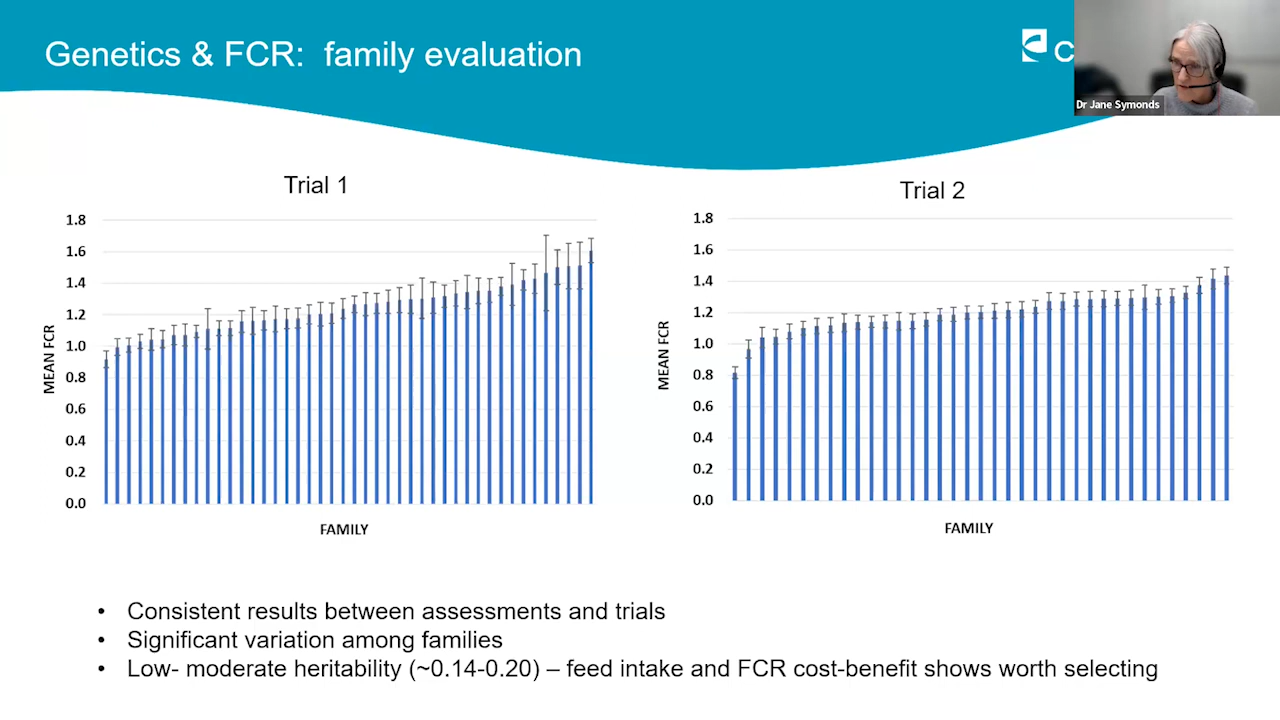 Genetics & FCR: family evaluation
C
Dr Jane Symonds
Trial 1
1.8
1.6
1.4
1.2
1.0
0.8
0.6
0.4
0.2
0.0
MEAN FCR
FAMILY
Trial 2
1.8
1.6
1.4
1.2
1.0
0.8
0.6
0.4
0.2
0.0
MEAN FCR
FAMILY
• Consistent results between assessments and trials
• Significant variation among families
• Low- moderate heritability (~0.14-0.20) – feed intake and FCR cost-benefit shows worth selecting